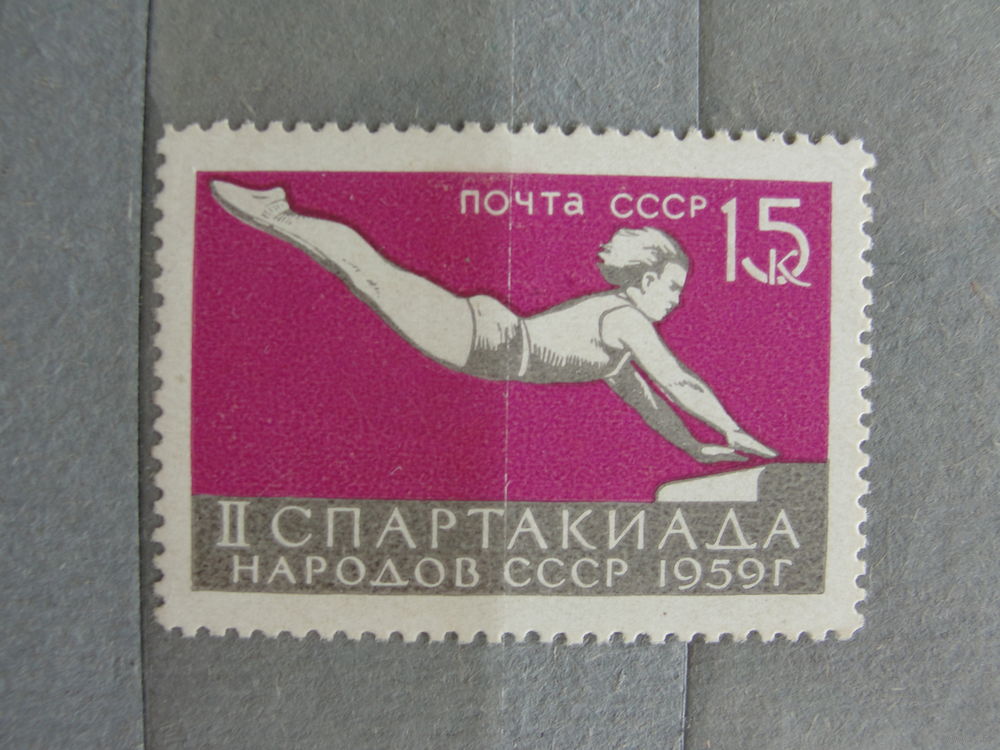 почта СССР
15 к
II СПАРТАКИАДА
НАРОДОВ СССР 1959г